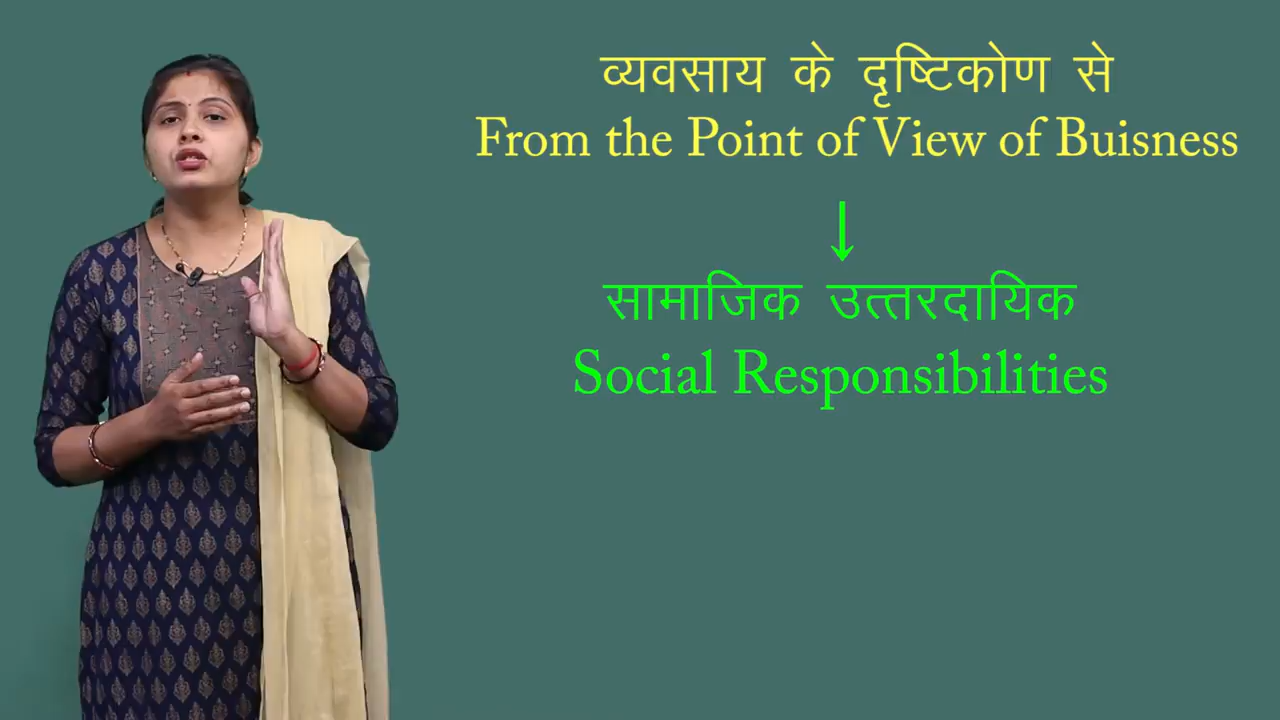 व्यवसाय के दृष्टिकोण से
From the Point of View of Buisness
↓
सामाजिक उत्तरदायिक
Social Responsibilities